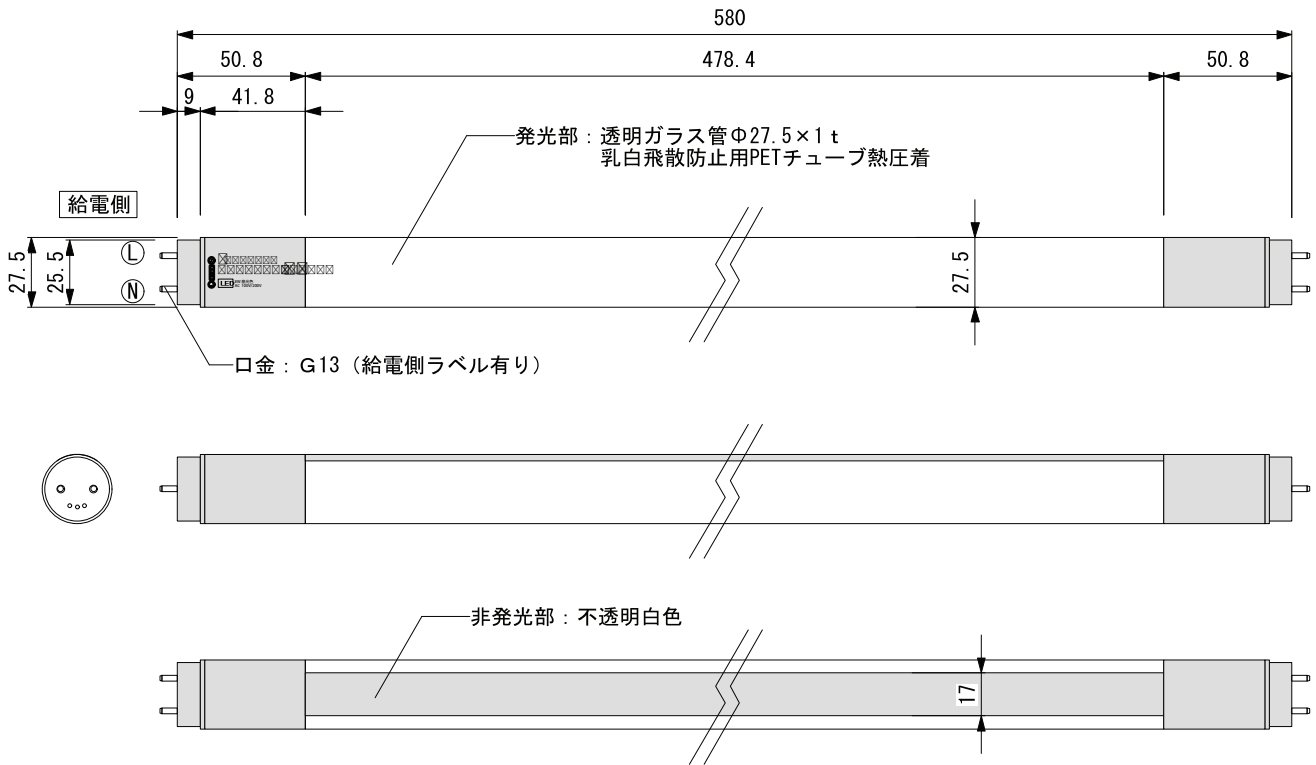 580
50.8
478.4
50.8
9
41.8
発光部：透明ガラス管Φ27.5×1t
乳白飛散防止用PETチューブ熱圧着
給電側
27.5
25.5
L
N
LED
27.5
口金：G13（給電側ラベル有り）
非発光部：不透明白色
17